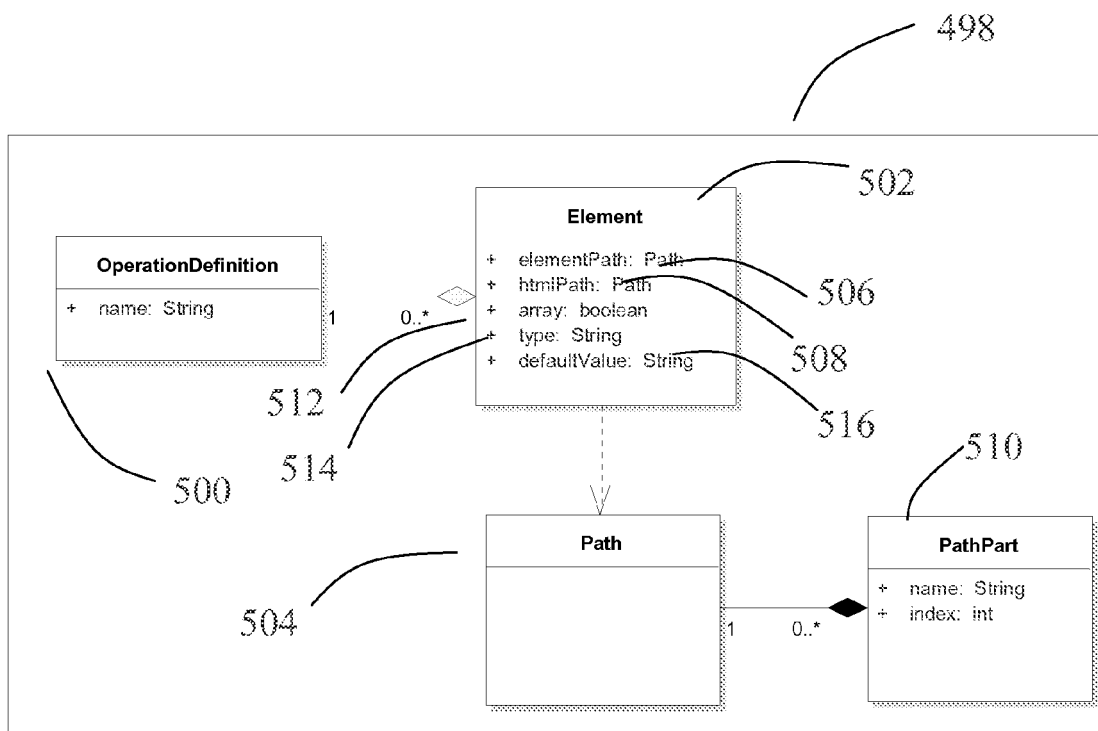 498
502
Element
+ elementPath: Path
+ htmlPath: Path
+ array: boolean
+ type: String
+ defaultValue: String
OperationDefinition
+ name: String
1
0..*
506
508
512
514
516
500
510
Path
PathPart
+ name: String
+ index: int
504
1
0..*